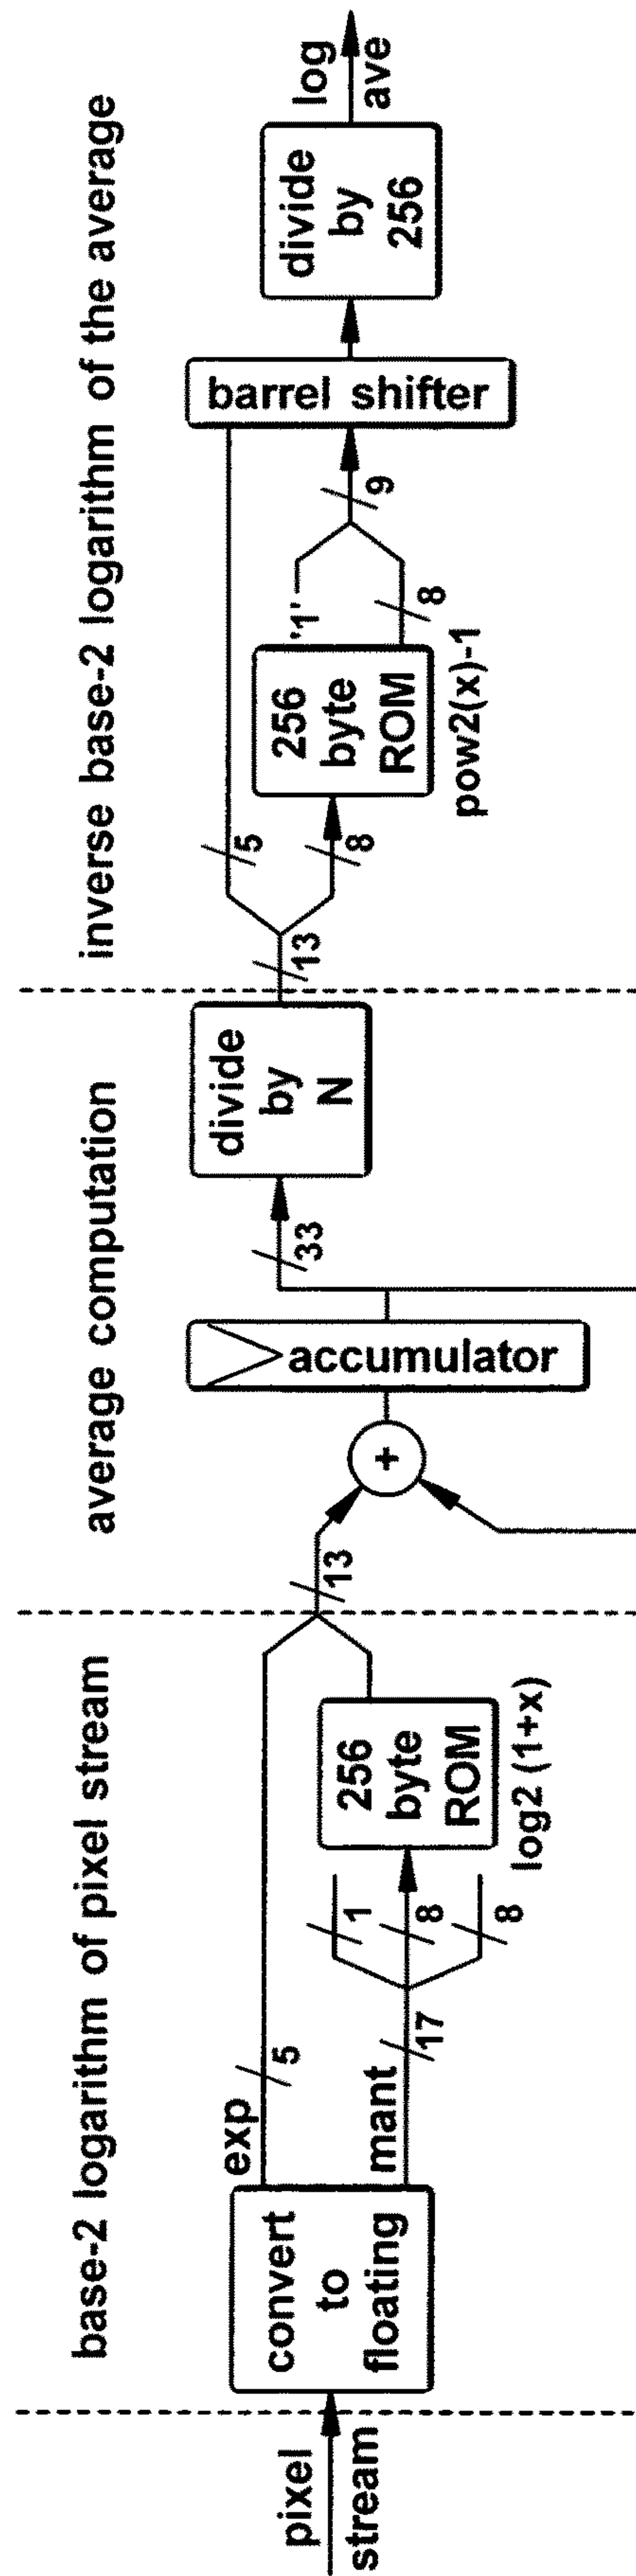 base-2 logarithm of pixel stream
average computation
inverse base-2 logarithm of the average
pixel
stream
convert
to
floating
exp
5
mant
17
1
8
8
256
byte
ROM
log2 (1+x)
13
+
accumulator
33
divide
by
N
13
5
8
256
byte
ROM
pow2(x)-1
'1'
8
9
barrel shifter
divide
by
256
log
ave